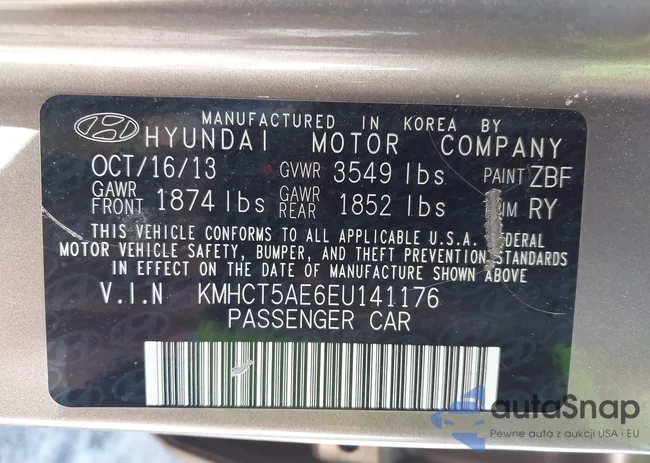 MANUFACTURED IN KOREA BY
HYUNDAI MOTOR COMPANY
OCT/16/13 GVWR 3549 lbs PAINT ZBF
GAWR FRONT 1874 lbs GAWR REAR 1852 lbs RY
THIS VEHICLE CONFORMS TO ALL APPLICABLE U.S.A.
MOTOR VEHICLE SAFETY, BUMPER, AND THEFT PREVENTION STANDARDS
IN EFFECT ON THE DATE OF MANUFACTURE SHOWN ABOVE
V.I.N KMHCT5AE6EU141176
PASSENGER CAR
autaSnap
Pewne auta z aukcji USA i EU